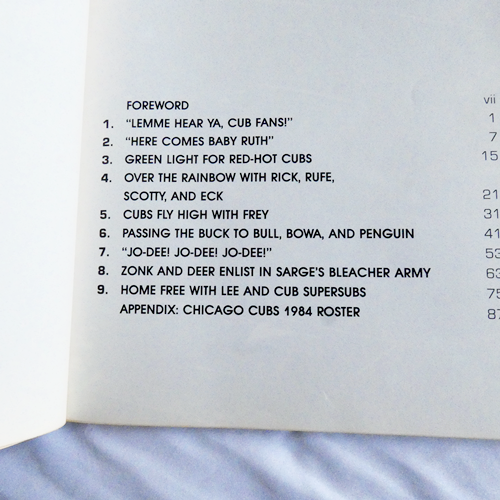 FOREWORD vii
1. “LEMME HEAR YA, CUB FANS!” 1
2. “HERE COMES BABY RUTH” 7
3. GREEN LIGHT FOR RED-HOT CUBS 15
4. OVER THE RAINBOW WITH RICK, RUFE,
SCOTTY, AND ECK 21
5. CUBS FLY HIGH WITH FREY 31
6. PASSING THE BUCK TO BULL, BOWA, AND PENGUIN 41
7. “JO-DEE! JO-DEE! JO-DEE!” 53
8. ZONK AND DEER ENLIST IN SARGE’S BLEACHER ARMY 63
9. HOME FREE WITH LEE AND CUB SUPERSUBS 75
APPENDIX: CHICAGO CUBS 1984 ROSTER 87